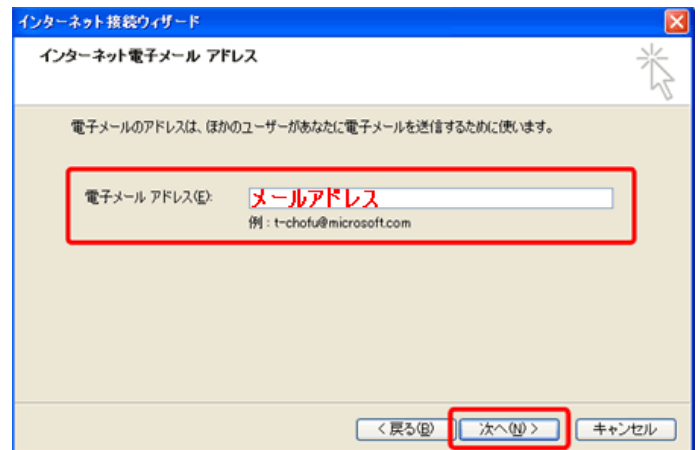 インターネット接続ウィザード
インターネット電子メール アドレス
電子メールのアドレスは、ほかのユーザーがあなたに電子メールを送信するために使います。
電子メール アドレス(E): メールアドレス
例 : t-chofu@microsoft.com
< 戻る(B) 次へ(N) > キャンセル